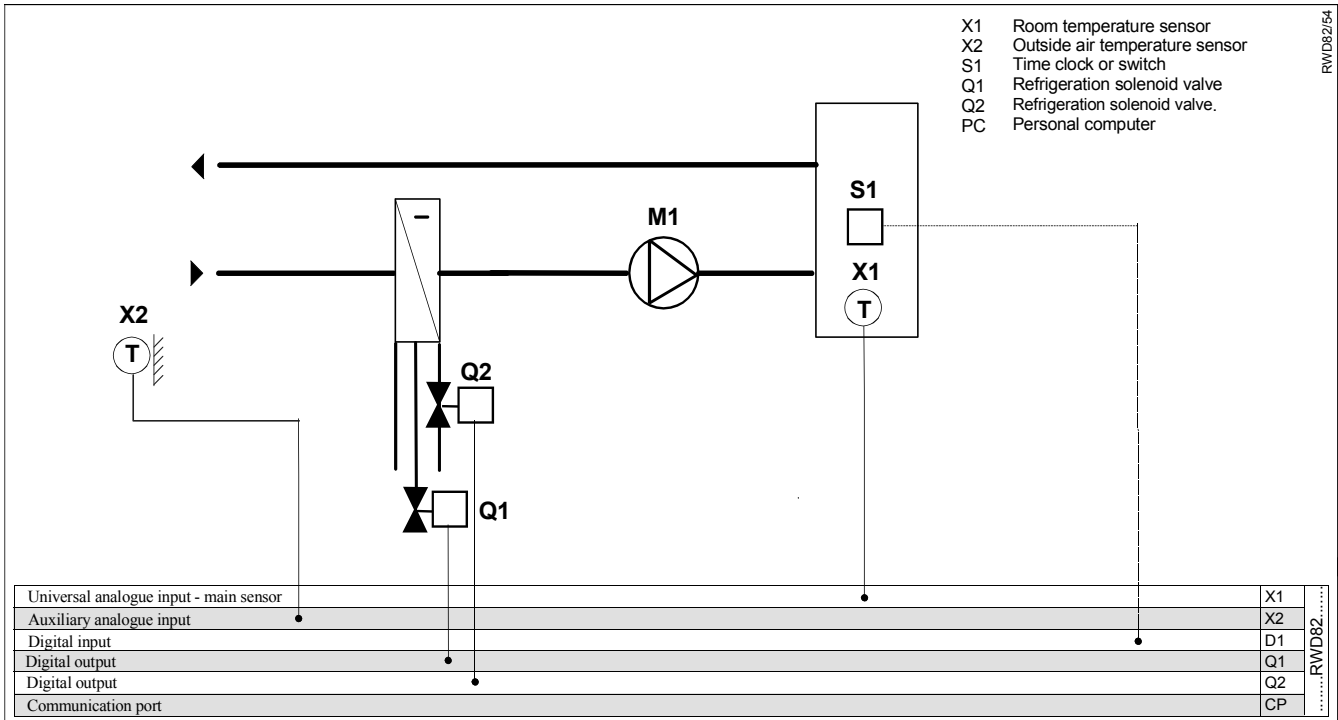 X1 Room temperature sensor
X2 Outside air temperature sensor
S1 Time clock or switch
Q1 Refrigeration solenoid valve
Q2 Refrigeration solenoid valve.
PC Personal computer
RWD82/54
S1
M1
X1
T
X2
T
Q2
Q1
Universal analogue input - main sensor X1
Auxiliary analogue input X2
Digital input D1
Digital output Q1
Digital output Q2
Communication port CP
......RWD82......